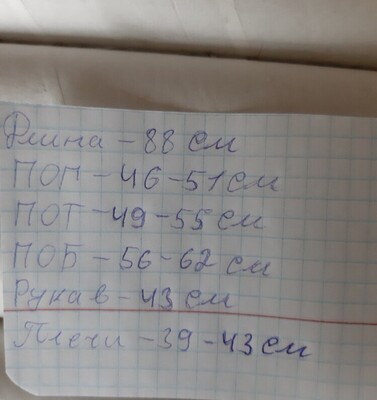 Длина - 88 см
ПОГ - 46 - 51 см
ПОТ - 49 - 55 см
ПОБ - 56 - 62 см
Рукав - 43 см
Плечи - 39 - 43 см